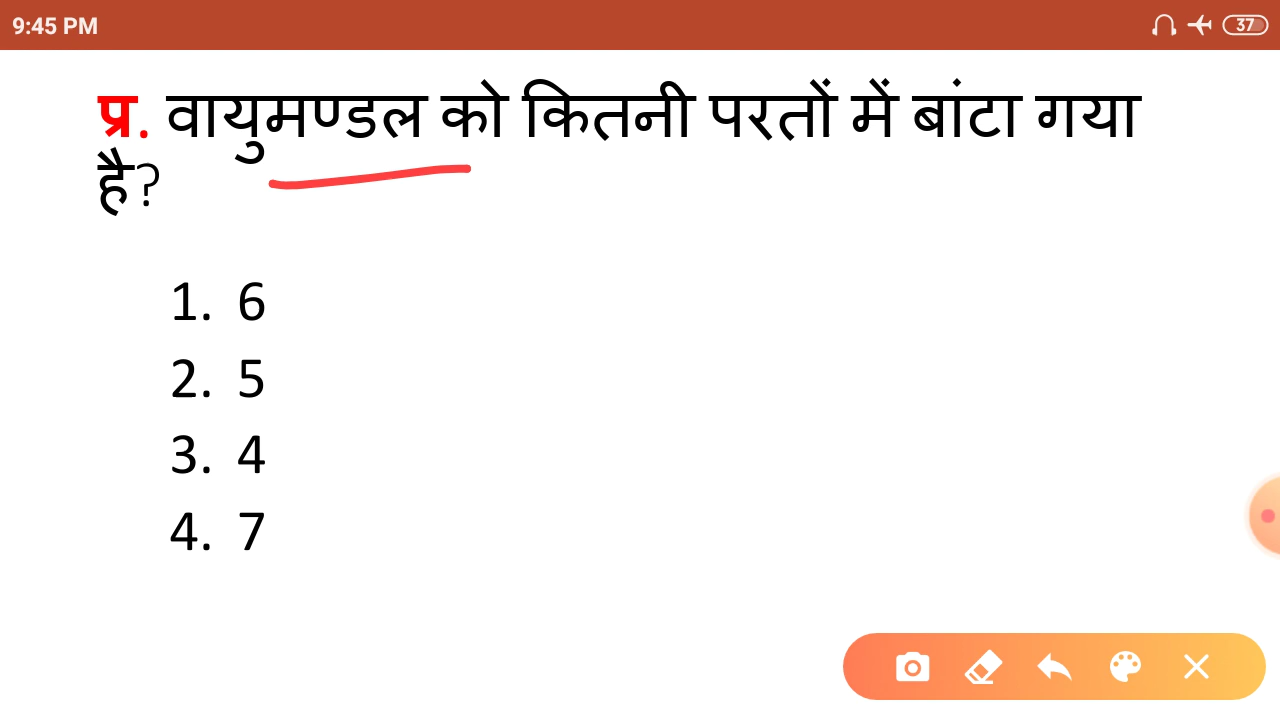 9:45 PM
37
प्र. वायुमण्डल को कितनी परतों में बांटा गया
है?
1. 6
2. 5
3. 4
4. 7